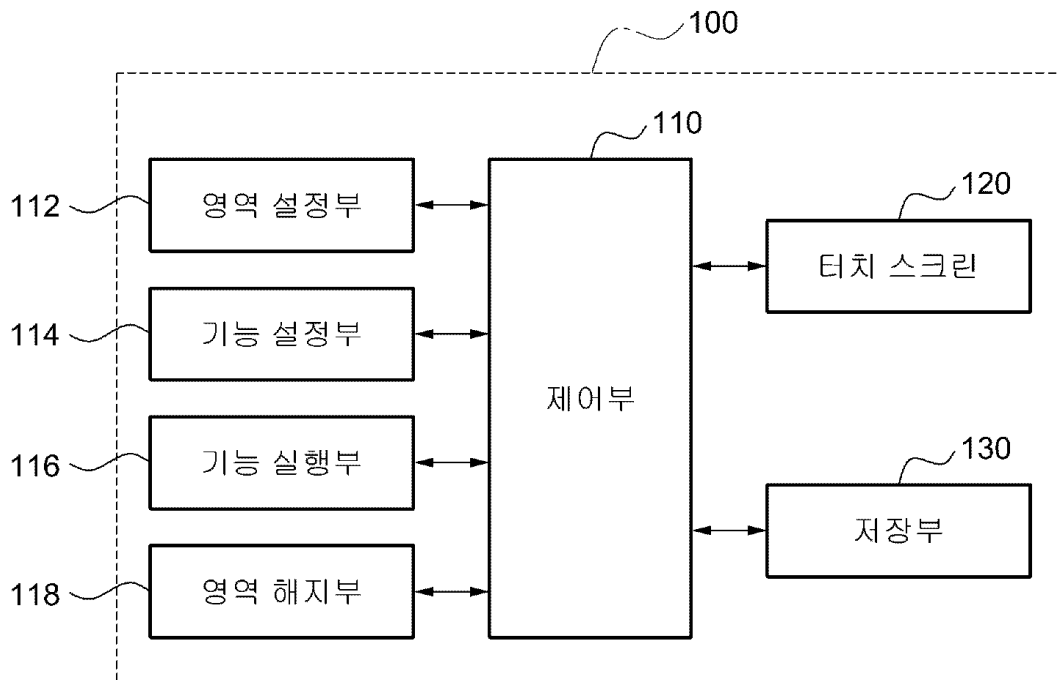 100
110
112
영역 설정부
120
터치 스크린
114
기능 설정부
제어부
116
기능 실행부
130
저장부
118
영역 해지부